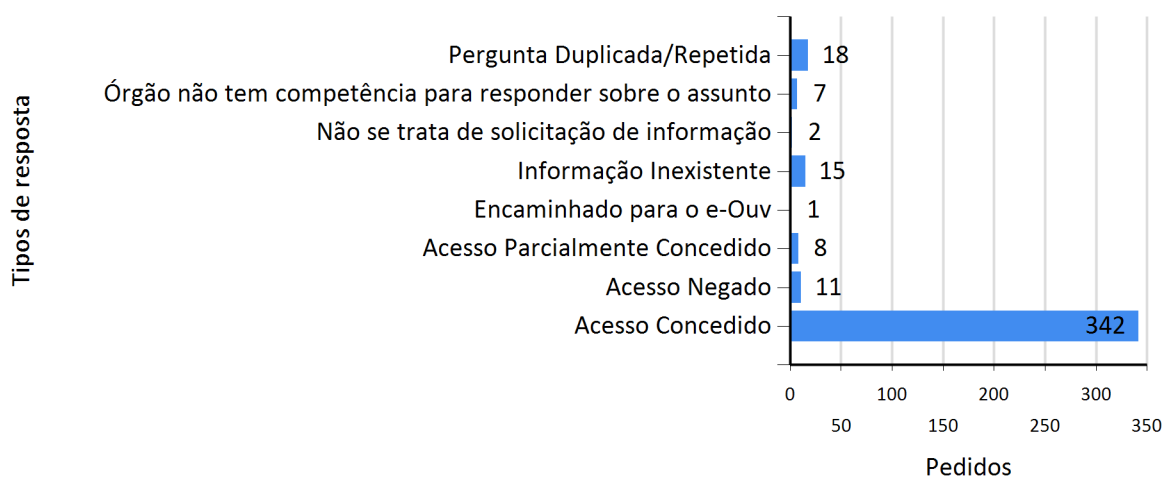 Tipos de resposta
Pergunta Duplicada/Repetida 18
Órgão não tem competência para responder sobre o assunto 7
Não se trata de solicitação de informação 2
Informação Inexistente 15
Encaminhado para o e-Ouv 1
Acesso Parcialmente Concedido 8
Acesso Negado 11
Acesso Concedido 342
0 100 200 300
50 150 250 350
Pedidos